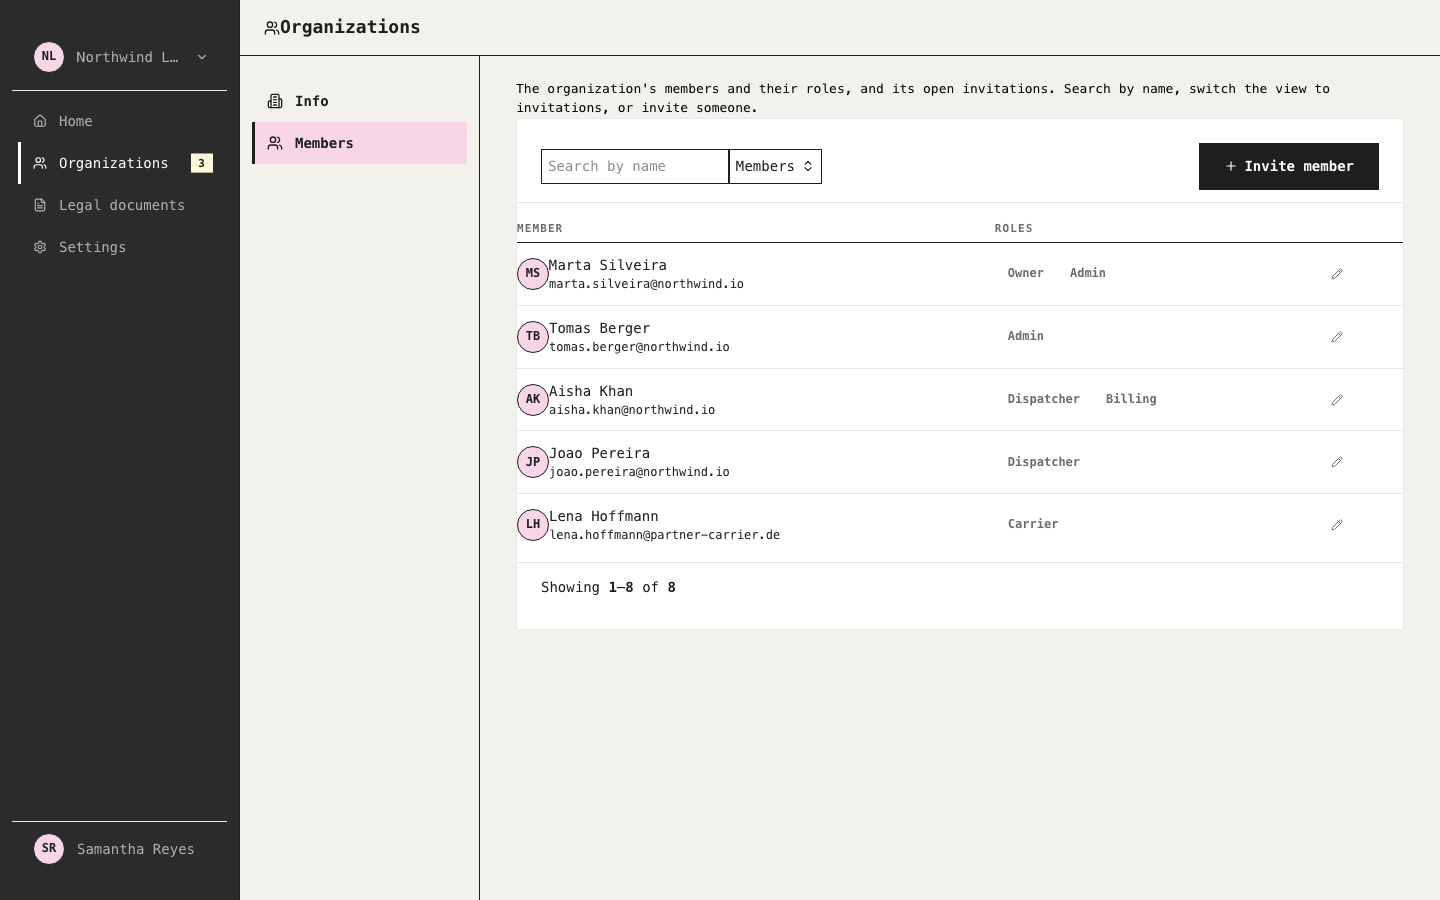 NL
Northwind L…
Home
Organizations 3
Legal documents
Settings
SR
Samantha Reyes
Organizations
Info
Members
The organization's members and their roles, and its open invitations. Search by name, switch the view to
invitations, or invite someone.
Search by name
Members
Invite member
MEMBER ROLES
MS
Marta Silveira
marta.silveira@northwind.io
Owner Admin
TB
Tomas Berger
tomas.berger@northwind.io
Admin
AK
Aisha Khan
aisha.khan@northwind.io
Dispatcher Billing
JP
Joao Pereira
joao.pereira@northwind.io
Dispatcher
LH
Lena Hoffmann
lena.hoffmann@partner-carrier.de
Carrier
Showing 1–8 of 8